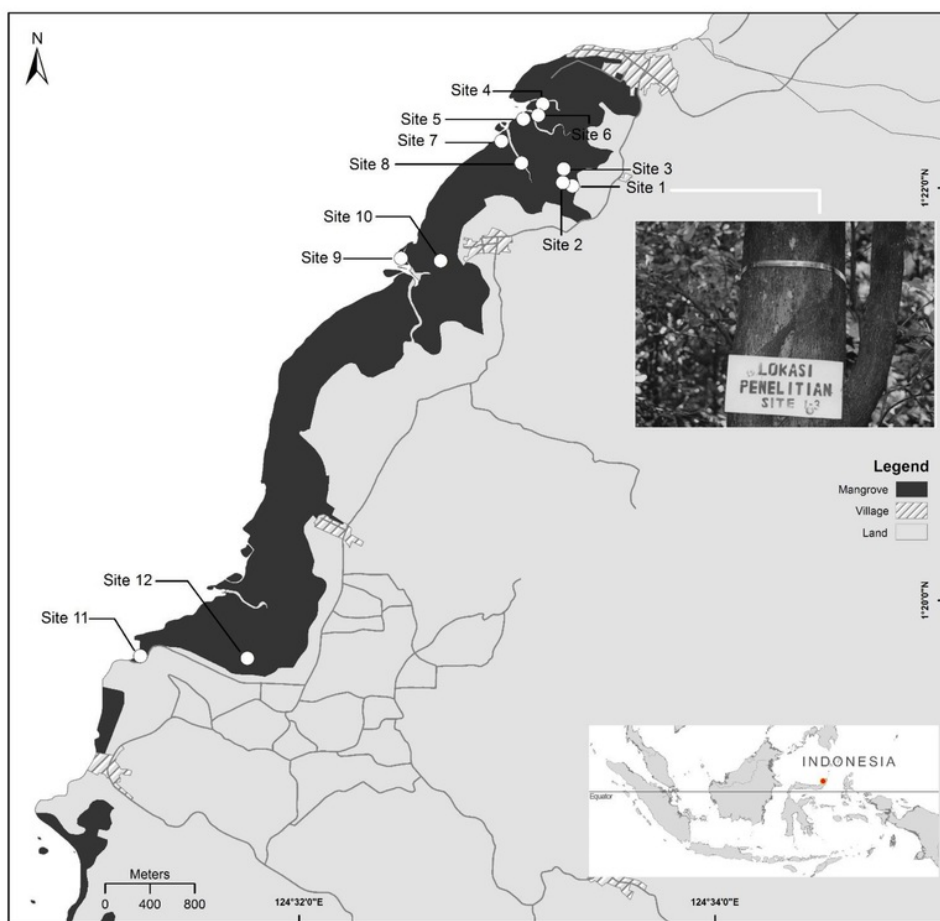 N
Site 4
Site 5
Site 6
Site 7
Site 3
Site 8
Site 1
1°22'0"N
Site 2
Site 10
Site 9
LOKASI
PENELITIAN
SITE
Legend
Mangrove
Village
Land
Site 12
1°20'0"N
Site 11
INDONESIA
Equator
Meters
0 400 800
124°32'0"E
124°34'0"E